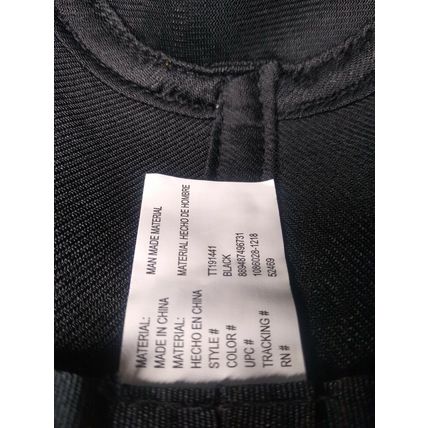 MATERIAL: MAN MADE MATERIAL
MADE IN CHINA
MATERIAL: MATERIAL HECHO DE HOMBRE
HECHO EN CHINA
STYLE # TT191441
COLOR # BLACK
UPC # 889487496731
TRACKING # 1086028-1218
RN # 52469